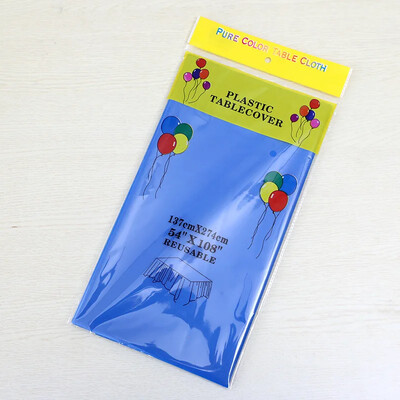 PURE COLOR TABLE CLOTH
PLASTIC
TABLECOVER
137cmX274cm
54" X 108"
REUSABLE